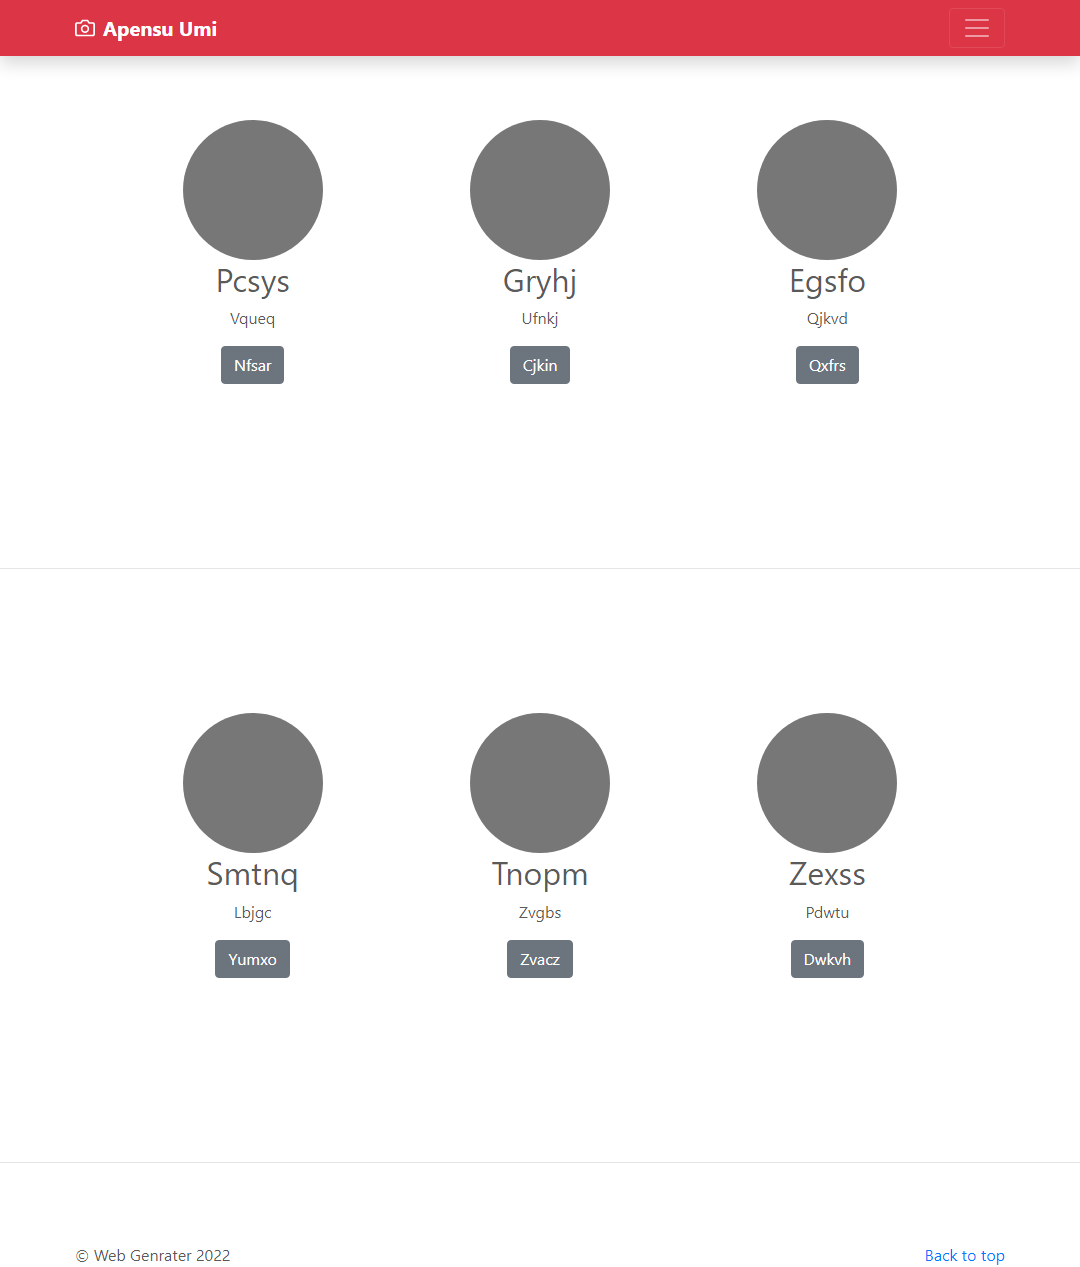 Apensu Umi
Pcsys
Vqueq
Nfsar
Gryhj
Ufnkj
Cjkin
Egsfo
Qjkvd
Qxfrs
Smtnq
Lbjgc
Yumxo
Tnopm
Zvgbs
Zvacz
Zexss
Pdwtu
Dwkvh
© Web Genrater 2022
Back to top